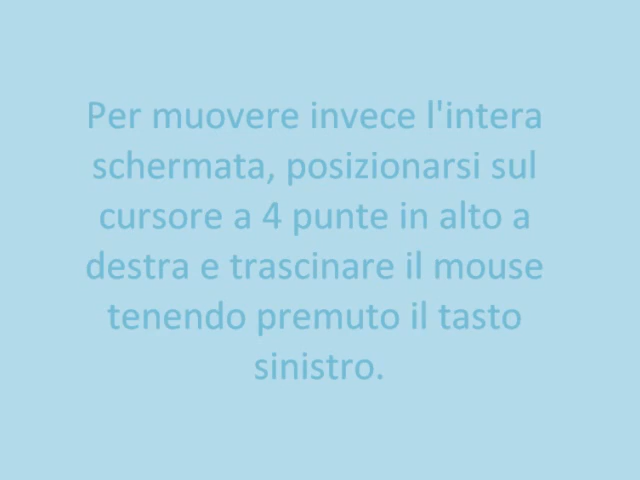 Per muovere invece l'intera
schermata, posizionarsi sul
cursore a 4 punte in alto a
destra e trascinare il mouse
tenendo premuto il tasto
sinistro.